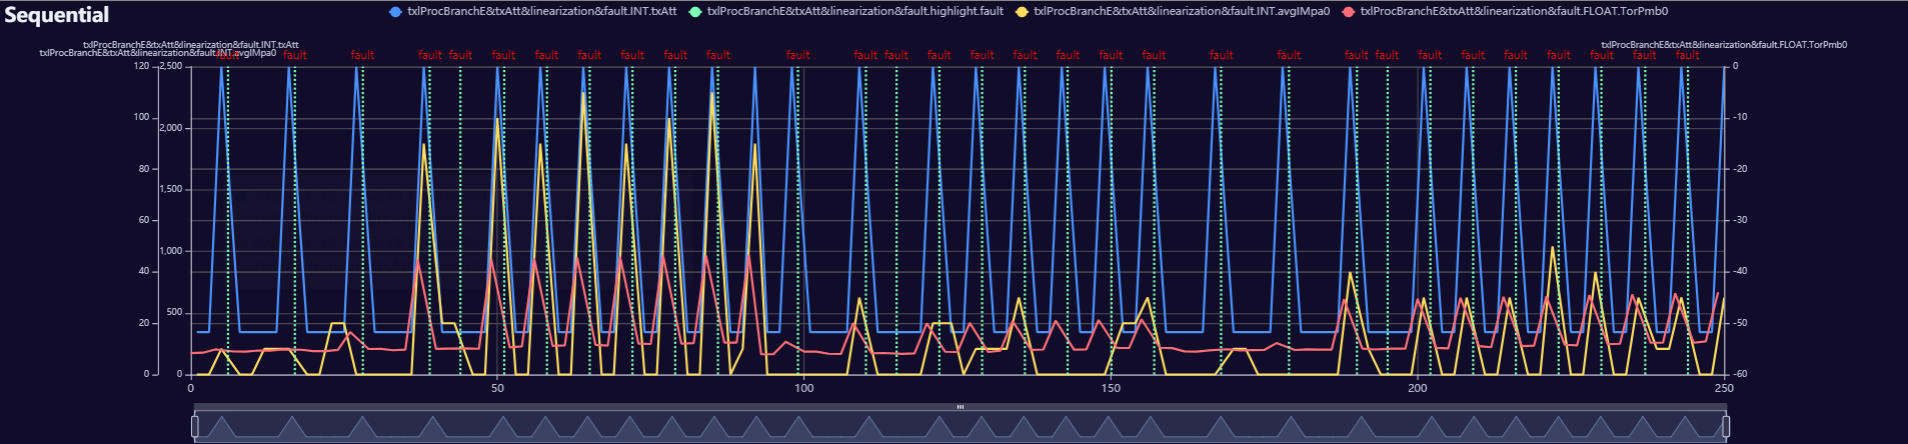 Sequential
txlProcBranchE&txAtt&linearization&fault.INT.txAtt txlProcBranchE&txAtt&linearization&fault.highlight.fault txlProcBranchE&txAtt&linearization&fault.INT.avgIMpa0 txlProcBranchE&txAtt&linearization&fault.FLOAT.TorPmb0
txlProcBranchE&txAtt&linearization&fault.INT.txAtt txlProcBranchE&txAtt&linearization&fault.FLOAT.TorPmb0
txlProcBranchE&txAtt&linearization&fault.INT.avgIMpa0
fault fault fault fault fault fault fault fault fault fault fault fault fault fault fault fault fault fault fault fault fault fault fault fault fault fault fault fault fault fault fault
120 2,500 0
100 2,000 -10
80 -20
1,500
60 -30
1,000
40 -40
500
20 -50
0 0 -60
0 50 100 150 200 250